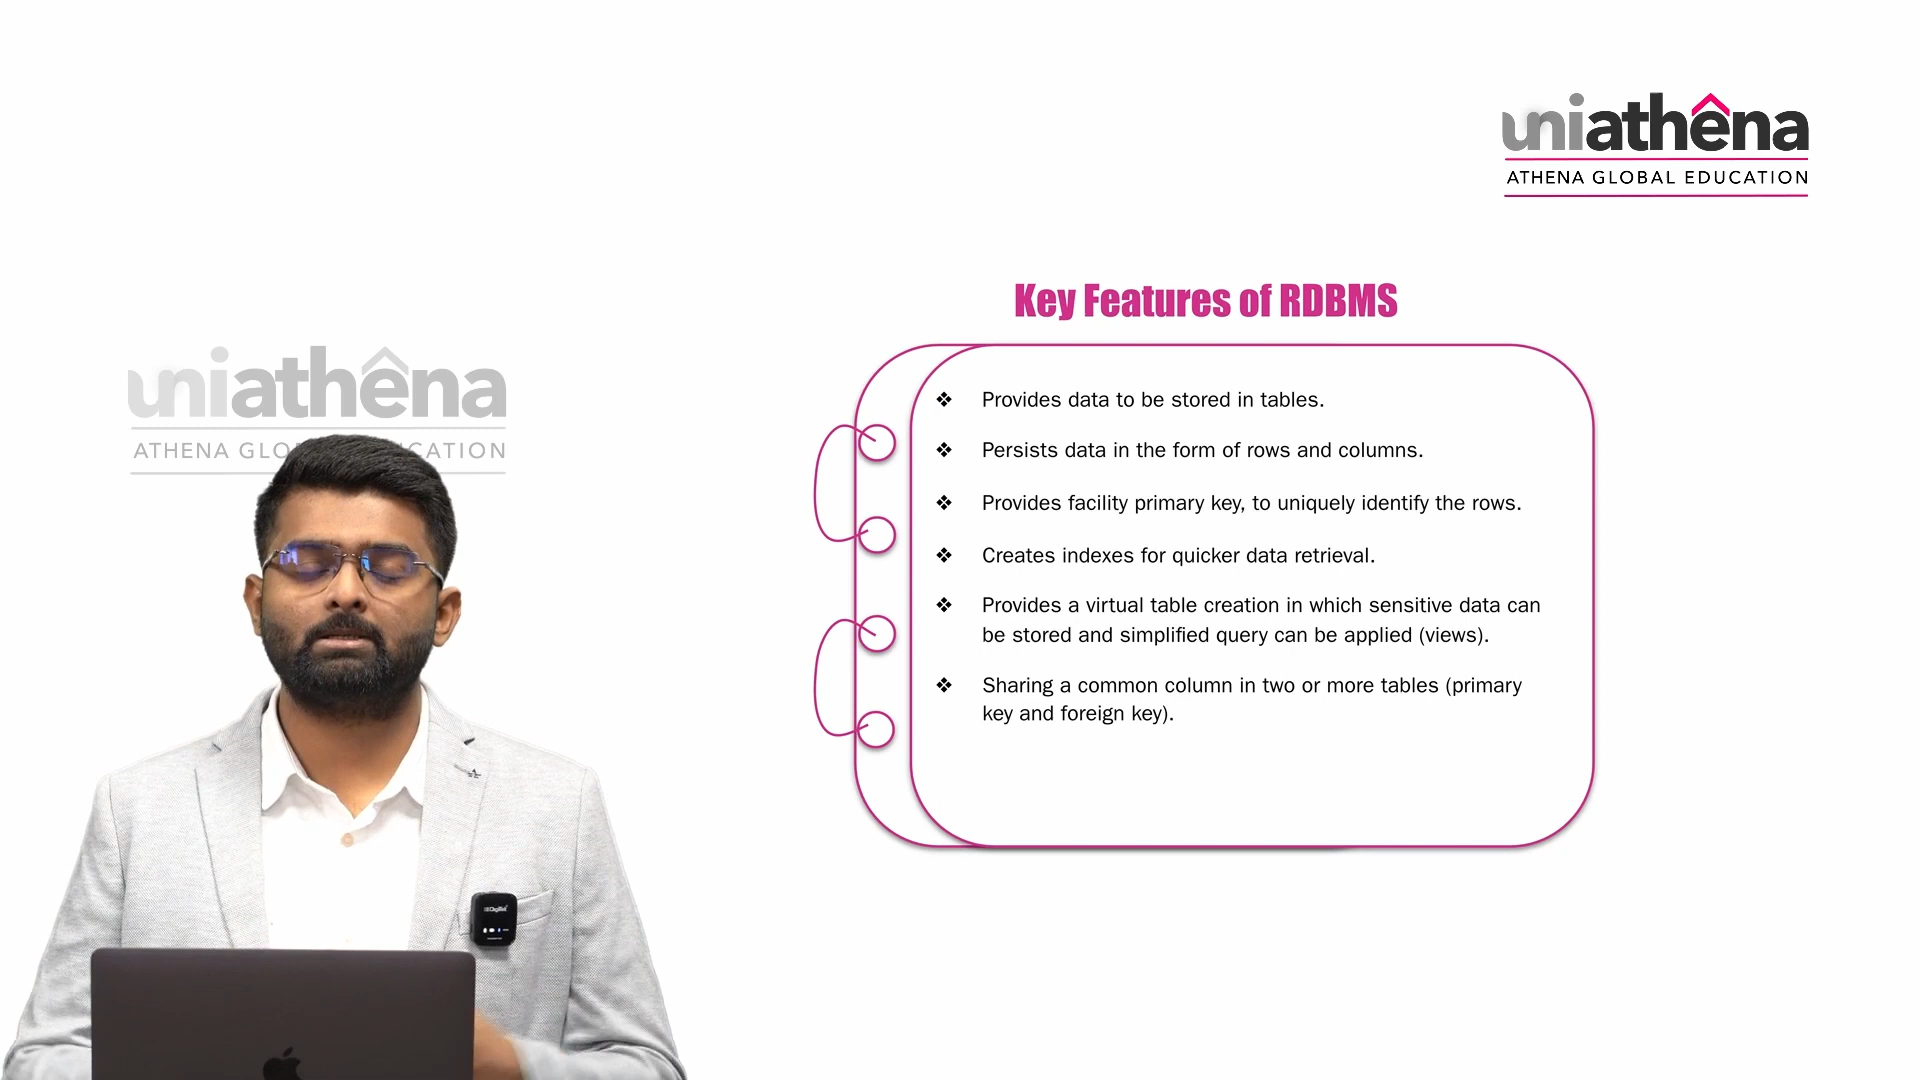 uniathêna
ATHENA GLOBAL EDUCATION
Key Features of RDBMS
❖ Provides data to be stored in tables.
❖ Persists data in the form of rows and columns.
❖ Provides facility primary key, to uniquely identify the rows.
❖ Creates indexes for quicker data retrieval.
❖ Provides a virtual table creation in which sensitive data can
be stored and simplified query can be applied (views).
❖ Sharing a common column in two or more tables (primary
key and foreign key).
uniathêna
ATHENA GLO
CATION